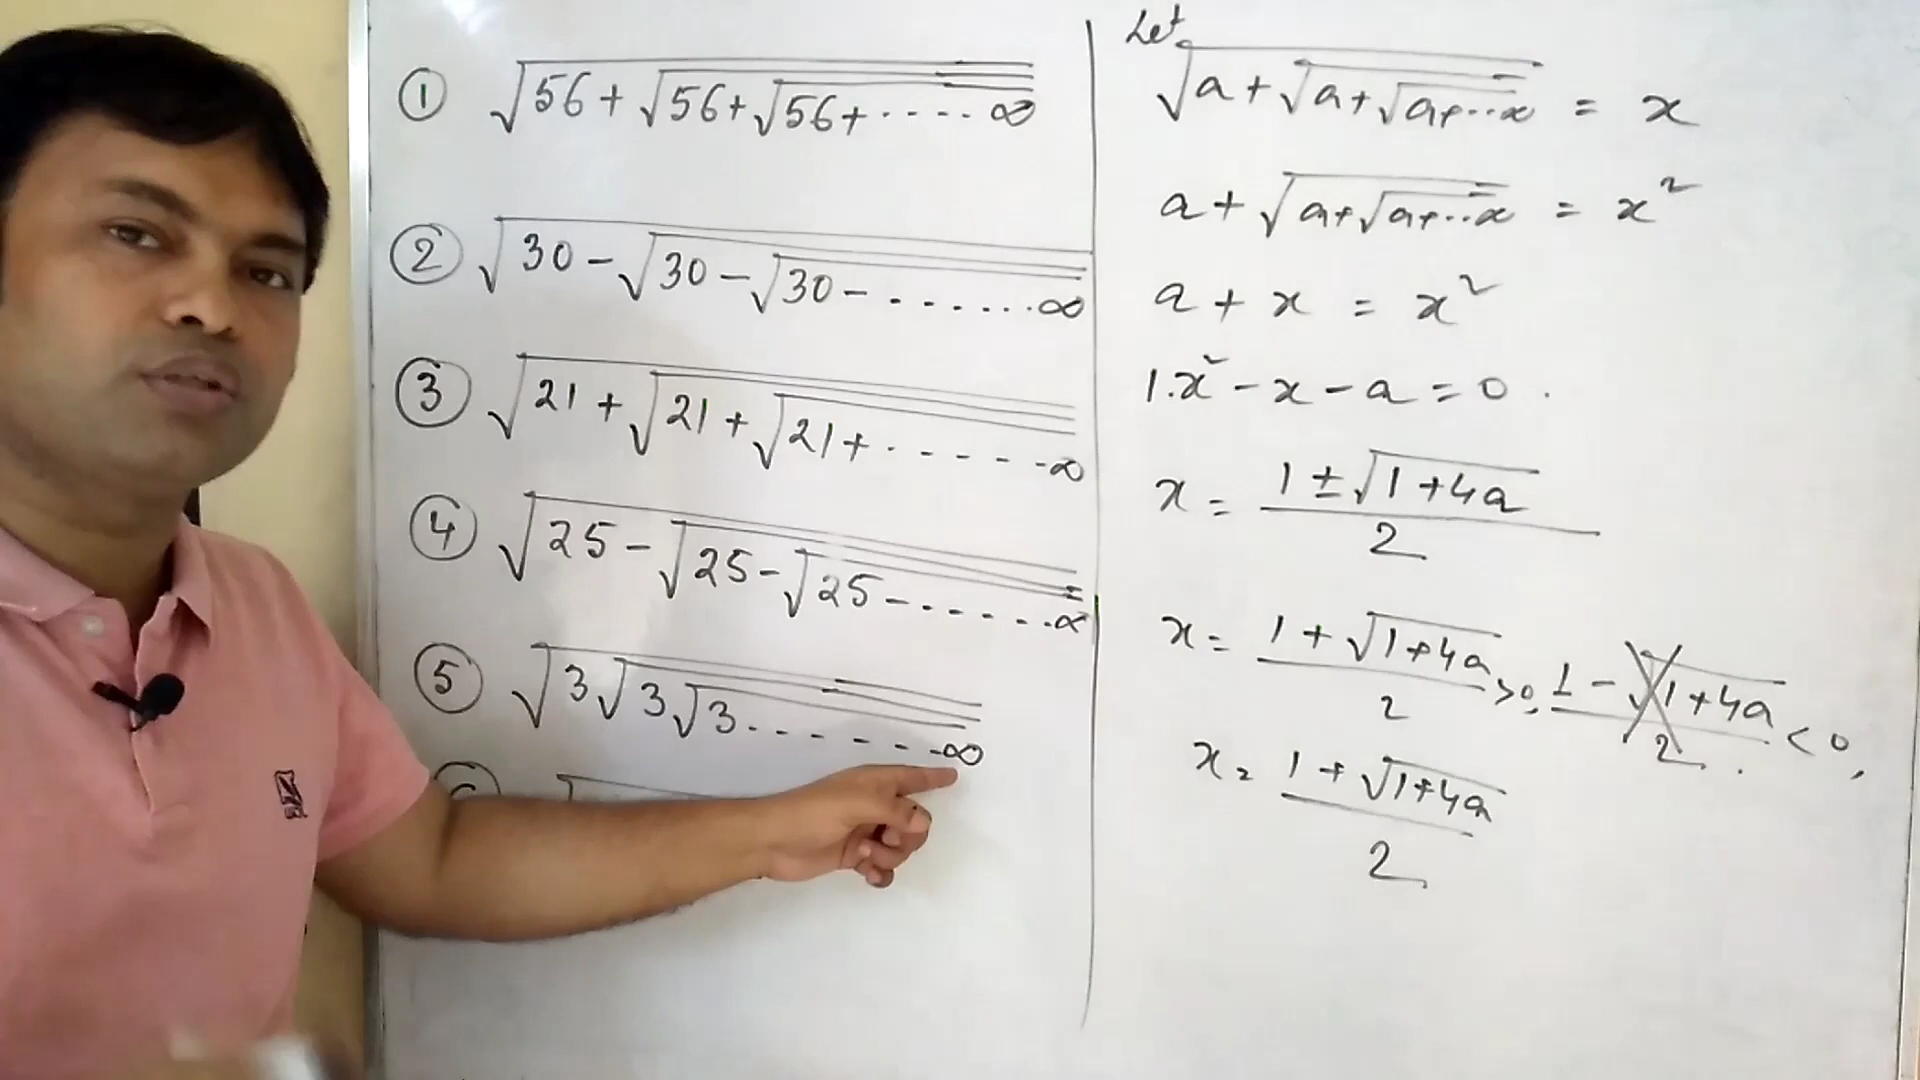 ① √56+√56+√56+.....∞
② √30-√30-√30-......∞
③ √21+√21+√21+.....∞
④ √25-√25-√25-......∝
⑤ √3√3√3.......∞
Let
√a+√a+√a+...∝ = x
a+√a+√a+...∝ = x²
a + x = x²
1.x² - x - a = 0.
x = 1±√1+4a / 2
x = 1+√1+4a / 2 >0, 1-√1+4a / 2 <0,
x = 1+√1+4a / 2